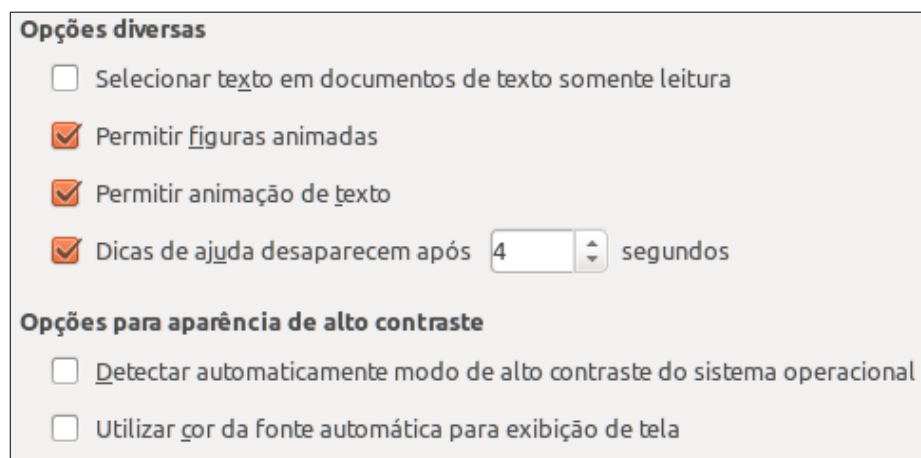 Opções diversas
Selecionar texto em documentos de texto somente leitura
Permitir figuras animadas
Permitir animação de texto
Dicas de ajuda desaparecem após 4 segundos
Opções para aparência de alto contraste
Detectar automaticamente modo de alto contraste do sistema operacional
Utilizar cor da fonte automática para exibição de tela